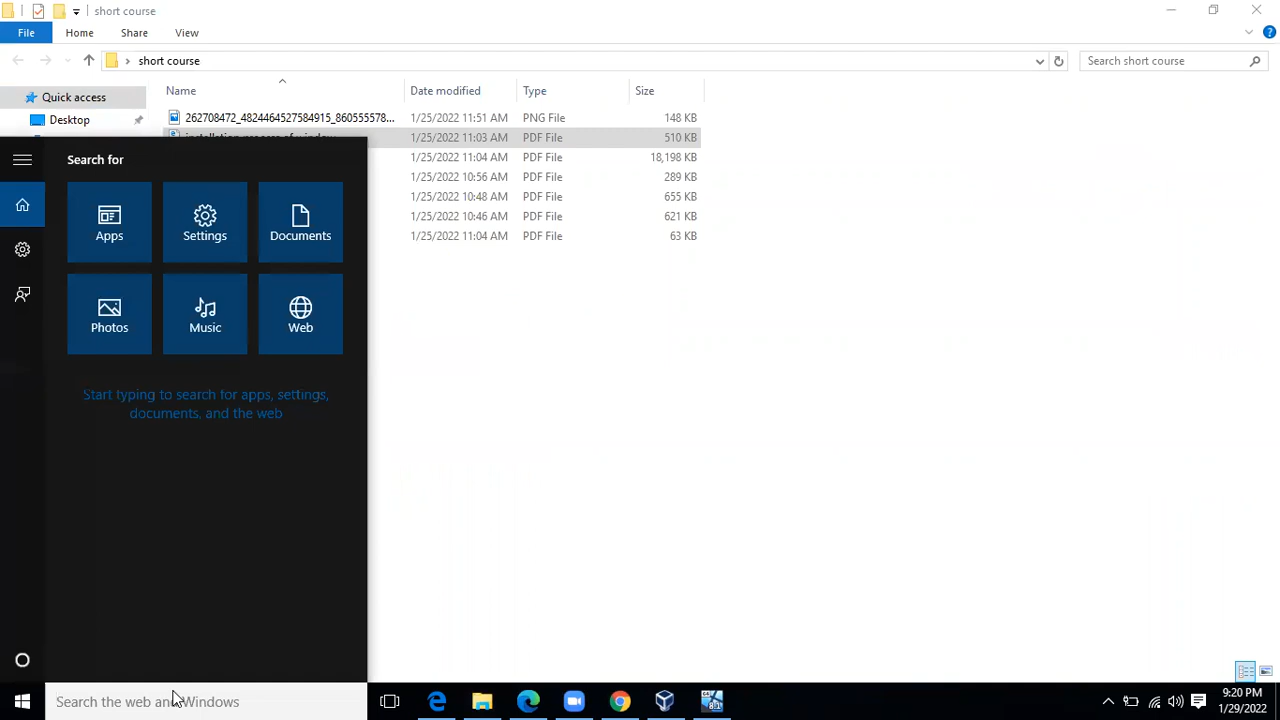 short course
File Home Share View
short course
Search short course
Name Date modified Type Size
Quick access
262708472_4824464527584915_860555578... 1/25/2022 11:51 AM PNG File 148 KB
Desktop
1/25/2022 11:03 AM PDF File 510 KB
1/25/2022 11:04 AM PDF File 18,198 KB
1/25/2022 10:56 AM PDF File 289 KB
1/25/2022 10:48 AM PDF File 655 KB
1/25/2022 10:46 AM PDF File 621 KB
1/25/2022 11:04 AM PDF File 63 KB
Search for
Apps Settings Documents
Photos Music Web
Start typing to search for apps, settings,
documents, and the web
Search the web and Windows
9:20 PM
1/29/2022